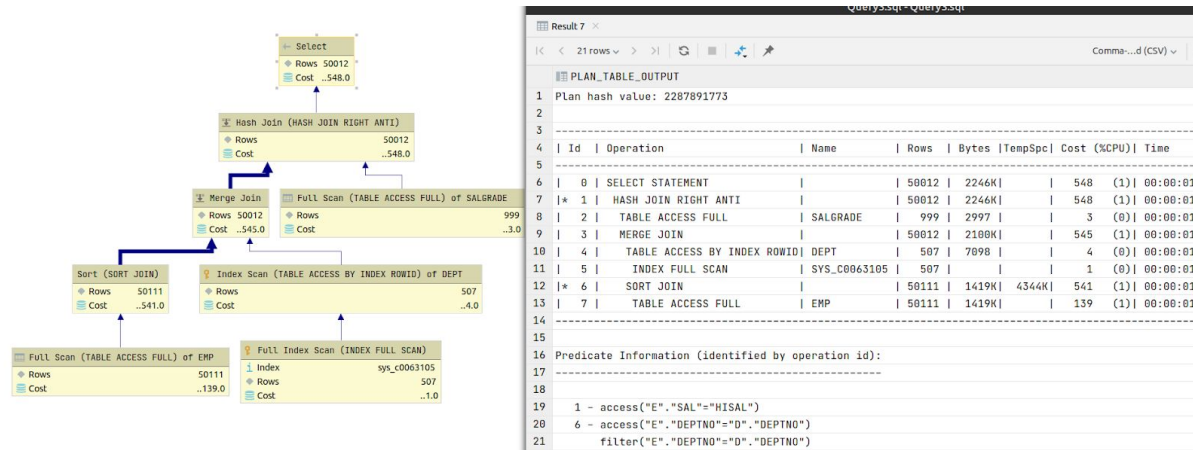 Query3.sql - Query3.sql
Select
Rows 50012
Cost ..548.0
Hash Join (HASH JOIN RIGHT ANTI)
Rows 50012
Cost ..548.0
Merge Join
Rows 50012
Cost ..545.0
Full Scan (TABLE ACCESS FULL) of SALGRADE
Rows 999
Cost ..3.0
Sort (SORT JOIN)
Rows 50111
Cost ..541.0
Index Scan (TABLE ACCESS BY INDEX ROWID) of DEPT
Rows 507
Cost ..4.0
Full Scan (TABLE ACCESS FULL) of EMP
Rows 50111
Cost ..139.0
Full Index Scan (INDEX FULL SCAN)
Index sys_c0063105
Rows 507
Cost ..1.0
Result 7
21 rows Comma-...d (CSV)
PLAN_TABLE_OUTPUT
1 Plan hash value: 2287891773
2
3 --------------------------------------------------------------------------------
4 | Id | Operation | Name | Rows | Bytes |TempSpc| Cost (%CPU)| Time
5 --------------------------------------------------------------------------------
6 | 0 | SELECT STATEMENT | | 50012 | 2246K| | 548 (1)| 00:00:01
7 |* 1 | HASH JOIN RIGHT ANTI | | 50012 | 2246K| | 548 (1)| 00:00:01
8 | 2 | TABLE ACCESS FULL | SALGRADE | 999 | 2997 | | 3 (0)| 00:00:01
9 | 3 | MERGE JOIN | | 50012 | 2100K| | 545 (1)| 00:00:01
10 | 4 | TABLE ACCESS BY INDEX ROWID| DEPT | 507 | 7098 | | 4 (0)| 00:00:01
11 | 5 | INDEX FULL SCAN | SYS_C0063105 | 507 | | | 1 (0)| 00:00:01
12 |* 6 | SORT JOIN | | 50111 | 1419K| 4344K| 541 (1)| 00:00:01
13 | 7 | TABLE ACCESS FULL | EMP | 50111 | 1419K| | 139 (1)| 00:00:01
14 --------------------------------------------------------------------------------
15
16 Predicate Information (identified by operation id):
17 ---------------------------------------------------
18
19 1 - access("E"."SAL"="HISAL")
20 6 - access("E"."DEPTNO"="D"."DEPTNO")
21 filter("E"."DEPTNO"="D"."DEPTNO")